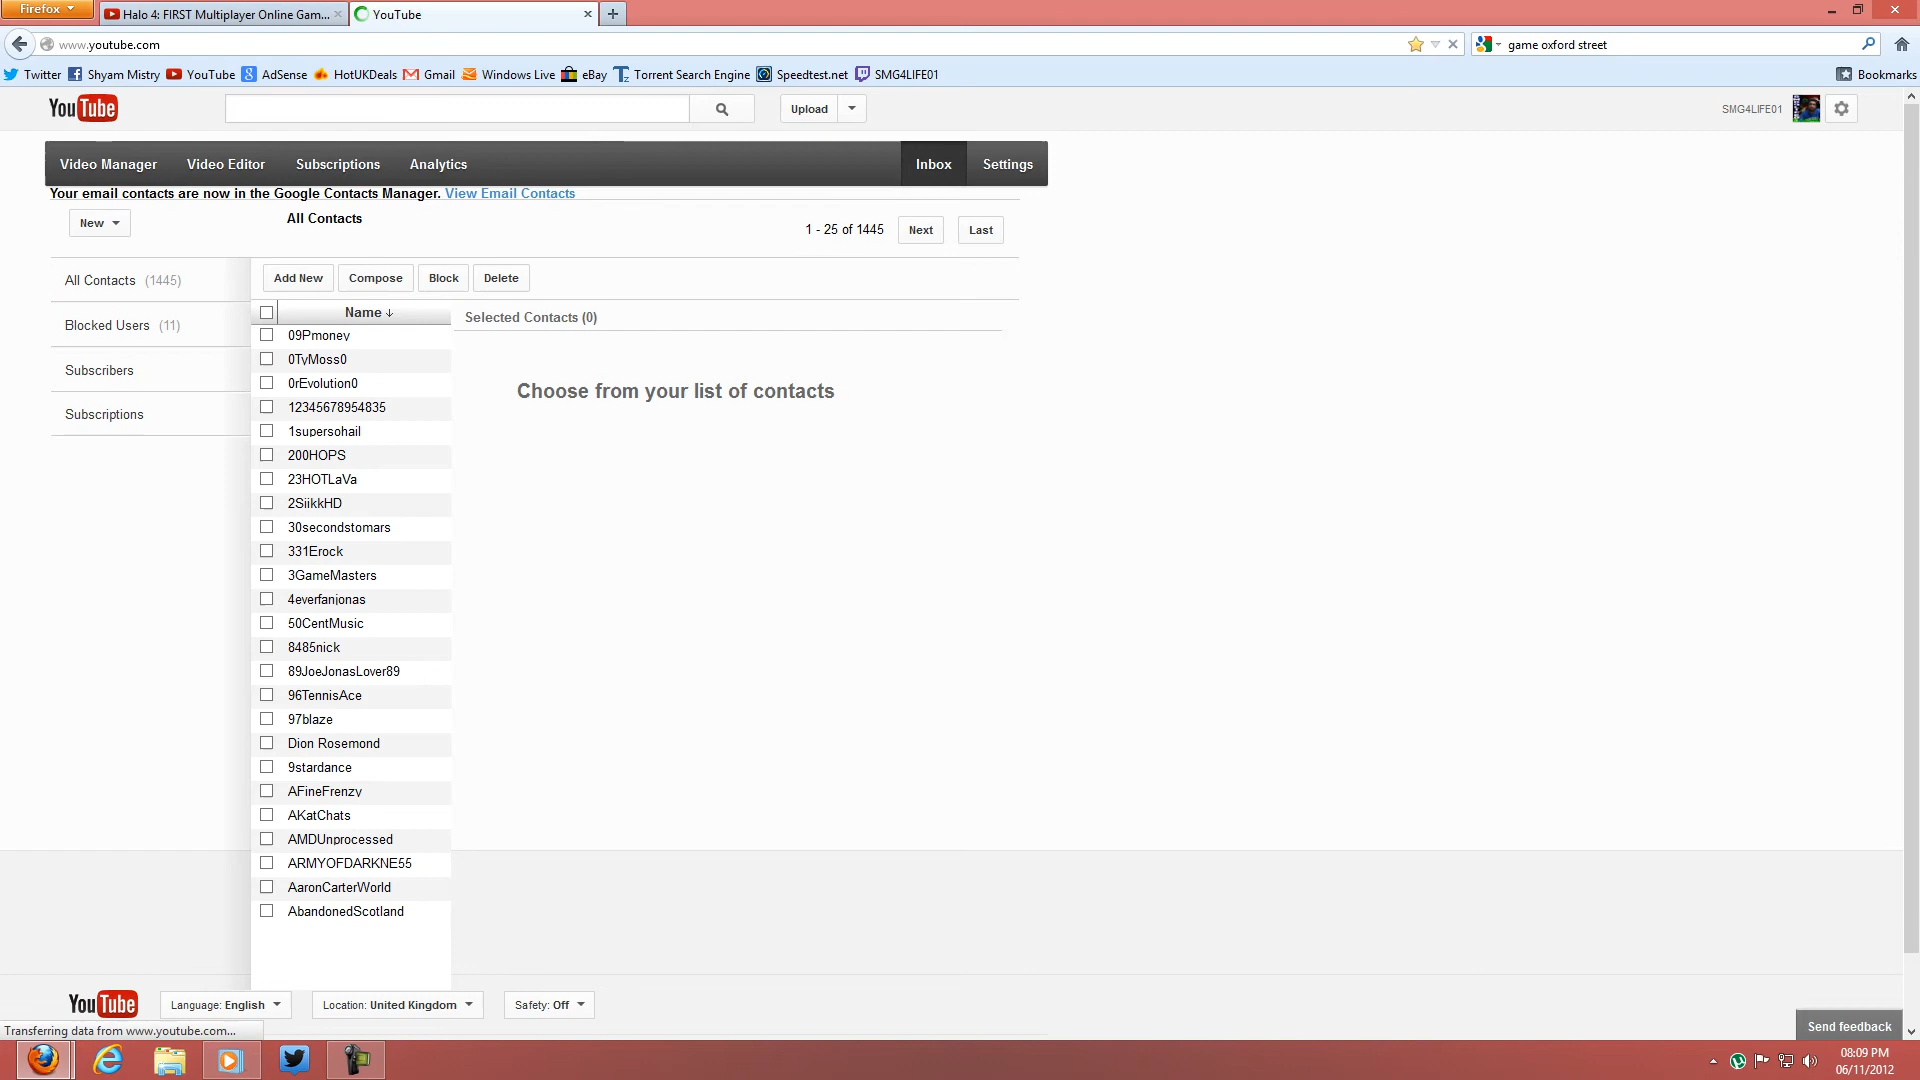 Firefox
Halo 4: FIRST Multiplayer Online Gam...
YouTube
www.youtube.com
game oxford street
Twitter
Shyam Mistry
YouTube
AdSense
HotUKDeals
Gmail
Windows Live
eBay
Torrent Search Engine
Speedtest.net
SMG4LIFE01
Bookmarks
YouTube
Upload
SMG4LIFE01
Video Manager
Video Editor
Subscriptions
Analytics
Inbox
Settings
Your email contacts are now in the Google Contacts Manager. View Email Contacts
New
All Contacts
1 - 25 of 1445
Next
Last
All Contacts (1445)
Blocked Users (11)
Subscribers
Subscriptions
Add New
Compose
Block
Delete
Name
Selected Contacts (0)
Choose from your list of contacts
09Pmoney
0TyMoss0
0rEvolution0
12345678954835
1supersohail
200HOPS
23HOTLaVa
2SiikkHD
30secondstomars
331Erock
3GameMasters
4everfanjonas
50CentMusic
8485nick
89JoeJonasLover89
96TennisAce
97blaze
Dion Rosemond
9stardance
AFineFrenzy
AKatChats
AMDUnprocessed
ARMYOFDARKNE55
AaronCarterWorld
AbandonedScotland
YouTube
Language: English
Location: United Kingdom
Safety: Off
Transferring data from www.youtube.com...
Send feedback
08:09 PM
06/11/2012